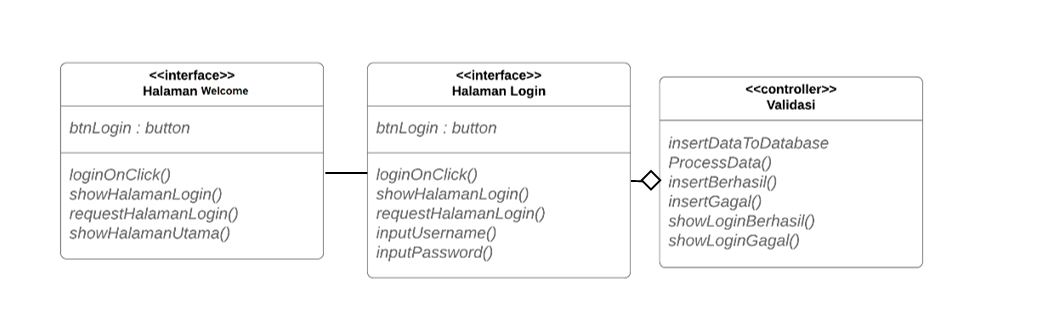 <<interface>>
Halaman Welcome
btnLogin : button
loginOnClick()
showHalamanLogin()
requestHalamanLogin()
showHalamanUtama()
<<interface>>
Halaman Login
btnLogin : button
loginOnClick()
showHalamanLogin()
requestHalamanLogin()
inputUsername()
inputPassword()
<<controller>>
Validasi
insertDataToDatabase
ProcessData()
insertBerhasil()
insertGagal()
showLoginBerhasil()
showLoginGagal()